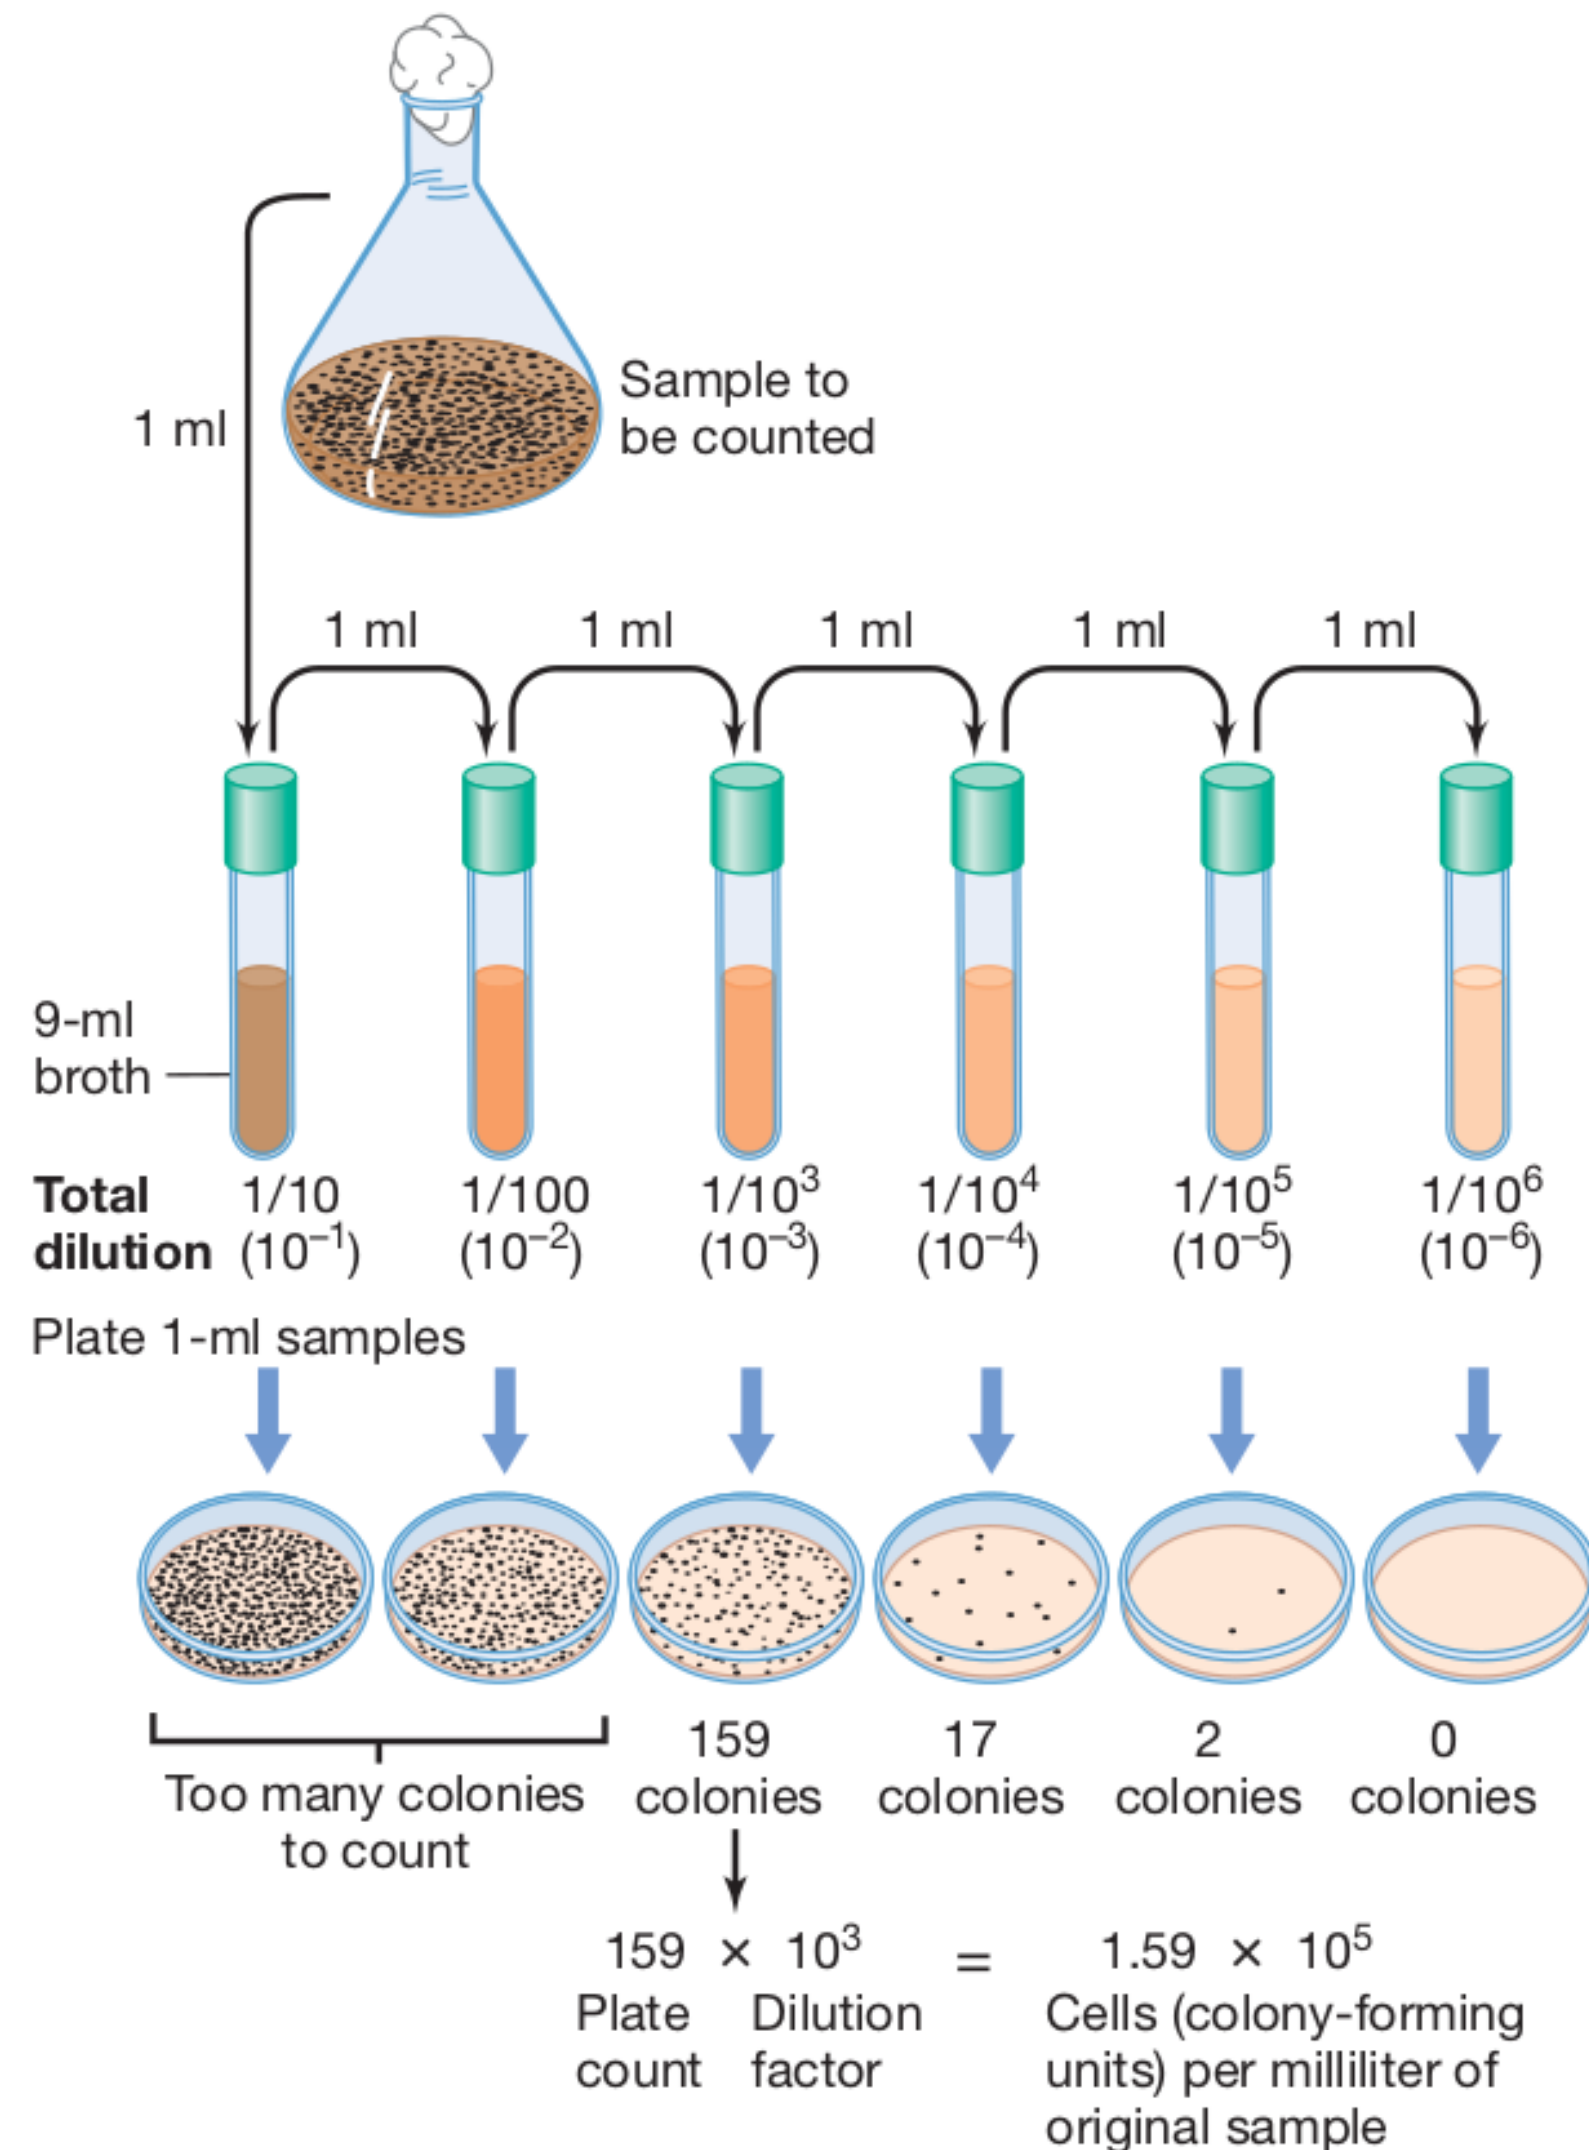 Sample to
be counted
1 ml
1 ml 1 ml 1 ml 1 ml 1 ml
9-ml
broth
Total 1/10 1/100 1/10³ 1/10⁴ 1/10⁵ 1/10⁶
dilution (10⁻¹) (10⁻²) (10⁻³) (10⁻⁴) (10⁻⁵) (10⁻⁶)
Plate 1-ml samples
159 17 2 0
colonies colonies colonies colonies
Too many colonies
to count
159 × 10³ = 1.59 × 10⁵
Plate Dilution Cells (colony-forming
count factor units) per milliliter of
original sample